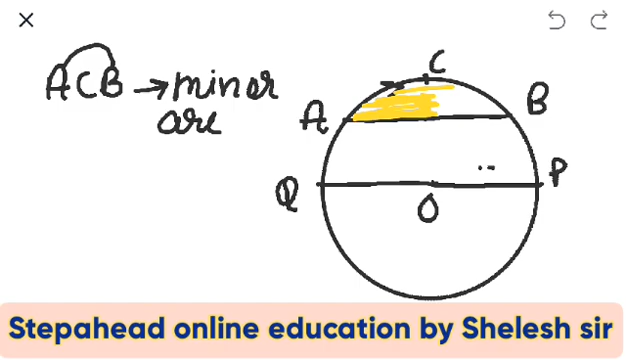 C
ACB → minor
arc
A
B
Q
P
O
Stepahead online education by Shelesh sir